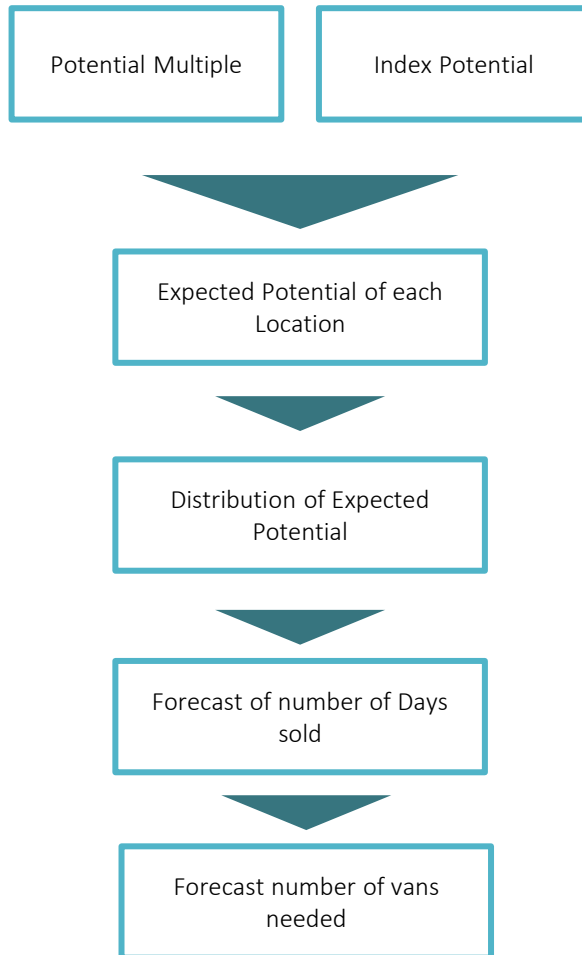 Potential Multiple
Index Potential
Expected Potential of each
Location
Distribution of Expected
Potential
Forecast of number of Days
sold
Forecast number of vans
needed